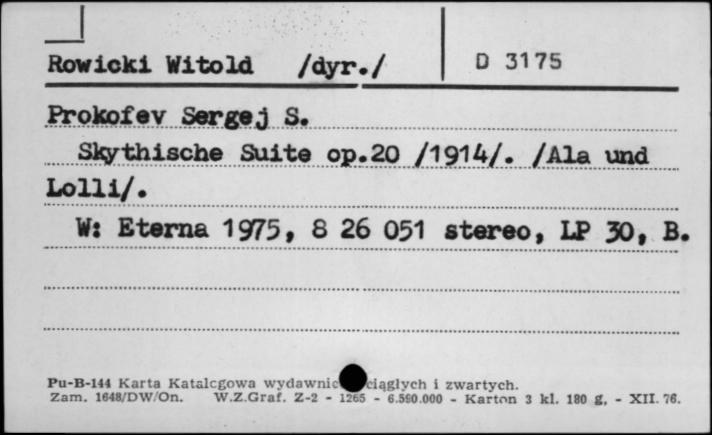 Rowicki Witold /dyr./ D 3175
Prokofev Sergej S.
Skythische Suite op.20 /1914/. /Ala und
Lolli/.
W: Eterna 1975, 8 26 051 stereo, LP 30, B.
Pu-B-144 Karta Katalcgowa wydawnic ciągłych i zwartych.
Zam. 1648/DW/On. W.Z.Graf. Z-2 - 1265 - 6.590.000 - Karton 3 kl. 180 g, - XII. 76.